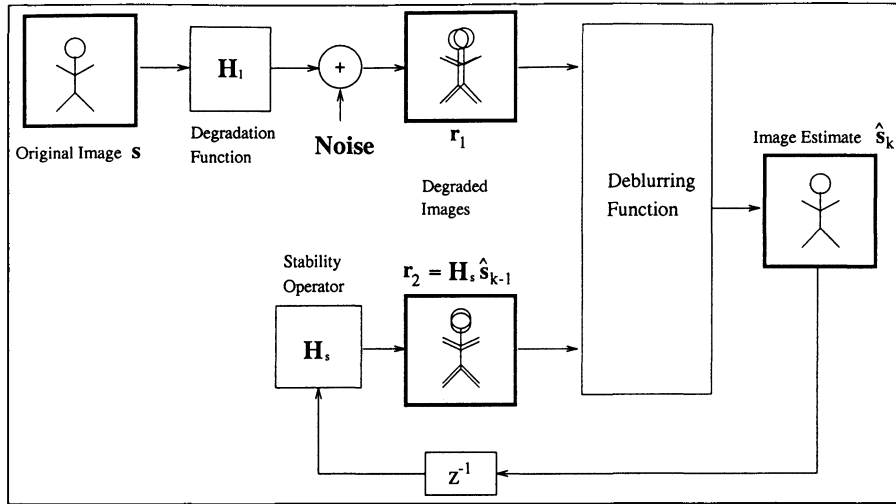 H₁
+
Original Image s
Degradation
Function
Noise
r₁
Degraded
Images
Deblurring
Function
Image Estimate ŝₖ
Stability
Operator
r₂ = Hₛ ŝₖ₋₁
Hₛ
z⁻¹